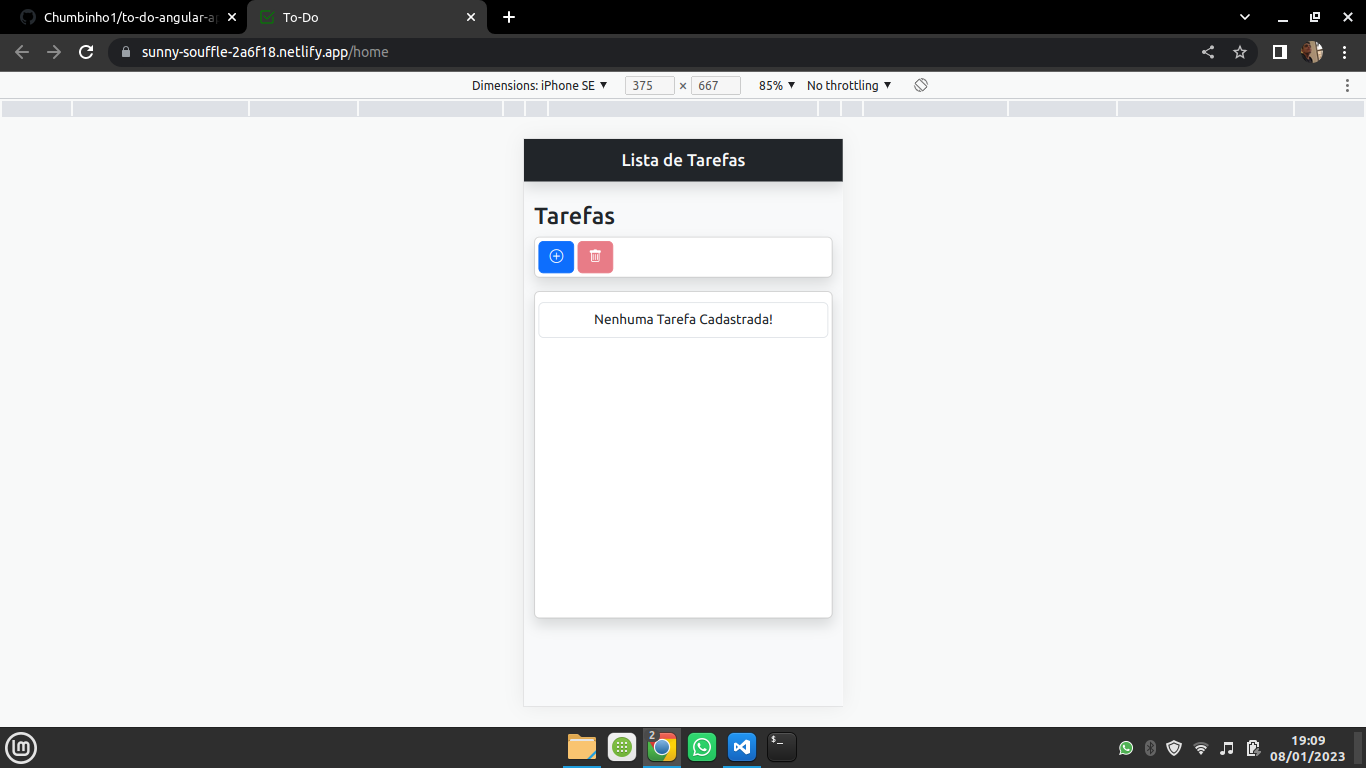 Chumbinho1/to-do-angular-ap
To-Do
sunny-souffle-2a6f18.netlify.app/home
Dimensions: iPhone SE ▼ 375 × 667 85% ▼ No throttling ▼
Lista de Tarefas
Tarefas
Nenhuma Tarefa Cadastrada!
2
$_
19:09
08/01/2023